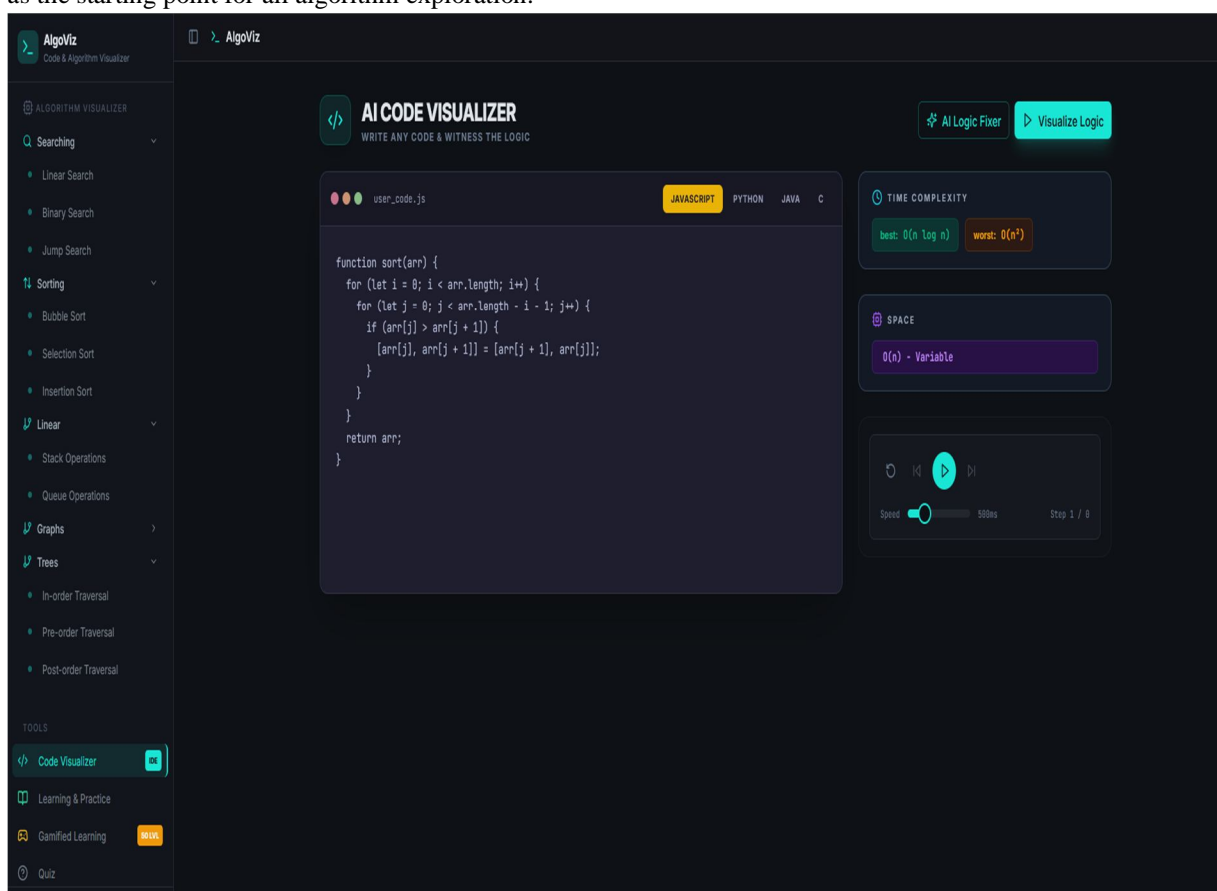 as the starting point for an algorithm exploration.
AlgoViz
Code & Algorithm Visualizer
ALGORITHM VISUALIZER
Searching
Linear Search
Binary Search
Jump Search
Sorting
Bubble Sort
Selection Sort
Insertion Sort
Linear
Stack Operations
Queue Operations
Graphs
Trees
In-order Traversal
Pre-order Traversal
Post-order Traversal
TOOLS
Code Visualizer IDE
Learning & Practice
Gamified Learning 50 LVL
Quiz
AlgoViz
AI CODE VISUALIZER
WRITE ANY CODE & WITNESS THE LOGIC
AI Logic Fixer
Visualize Logic
user_code.js
JAVASCRIPT PYTHON JAVA C
function sort(arr) {
for (let i = 0; i < arr.length; i++) {
for (let j = 0; j < arr.length - i - 1; j++) {
if (arr[j] > arr[j + 1]) {
[arr[j], arr[j + 1]] = [arr[j + 1], arr[j]];
}
}
}
return arr;
}
TIME COMPLEXITY
best: O(n log n) worst: O(n²)
SPACE
O(n) - Variable
Speed 500ms Step 1 / 0